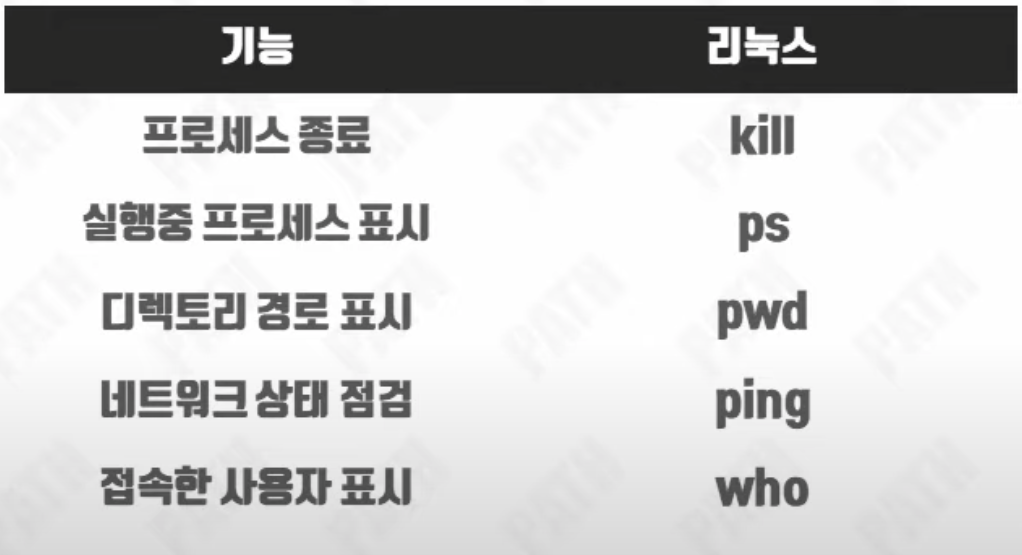 기능 리눅스
프로세스 종료 kill
실행중 프로세스 표시 ps
디렉토리 경로 표시 pwd
네트워크 상태 점검 ping
접속한 사용자 표시 who